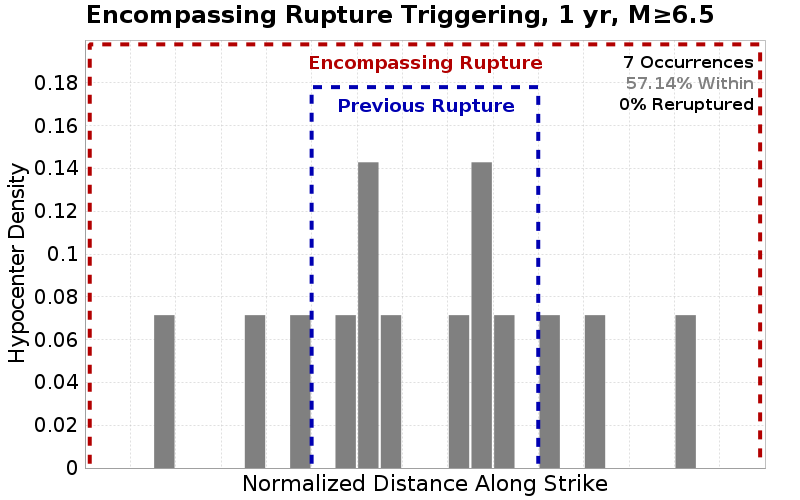 Encompassing Rupture Triggering, 1 yr, M≥6.5
Encompassing Rupture
7 Occurrences
57.14% Within
0% Reruptured
Previous Rupture
Hypocenter Density
0.18
0.16
0.14
0.12
0.1
0.08
0.06
0.04
0.02
0
Normalized Distance Along Strike